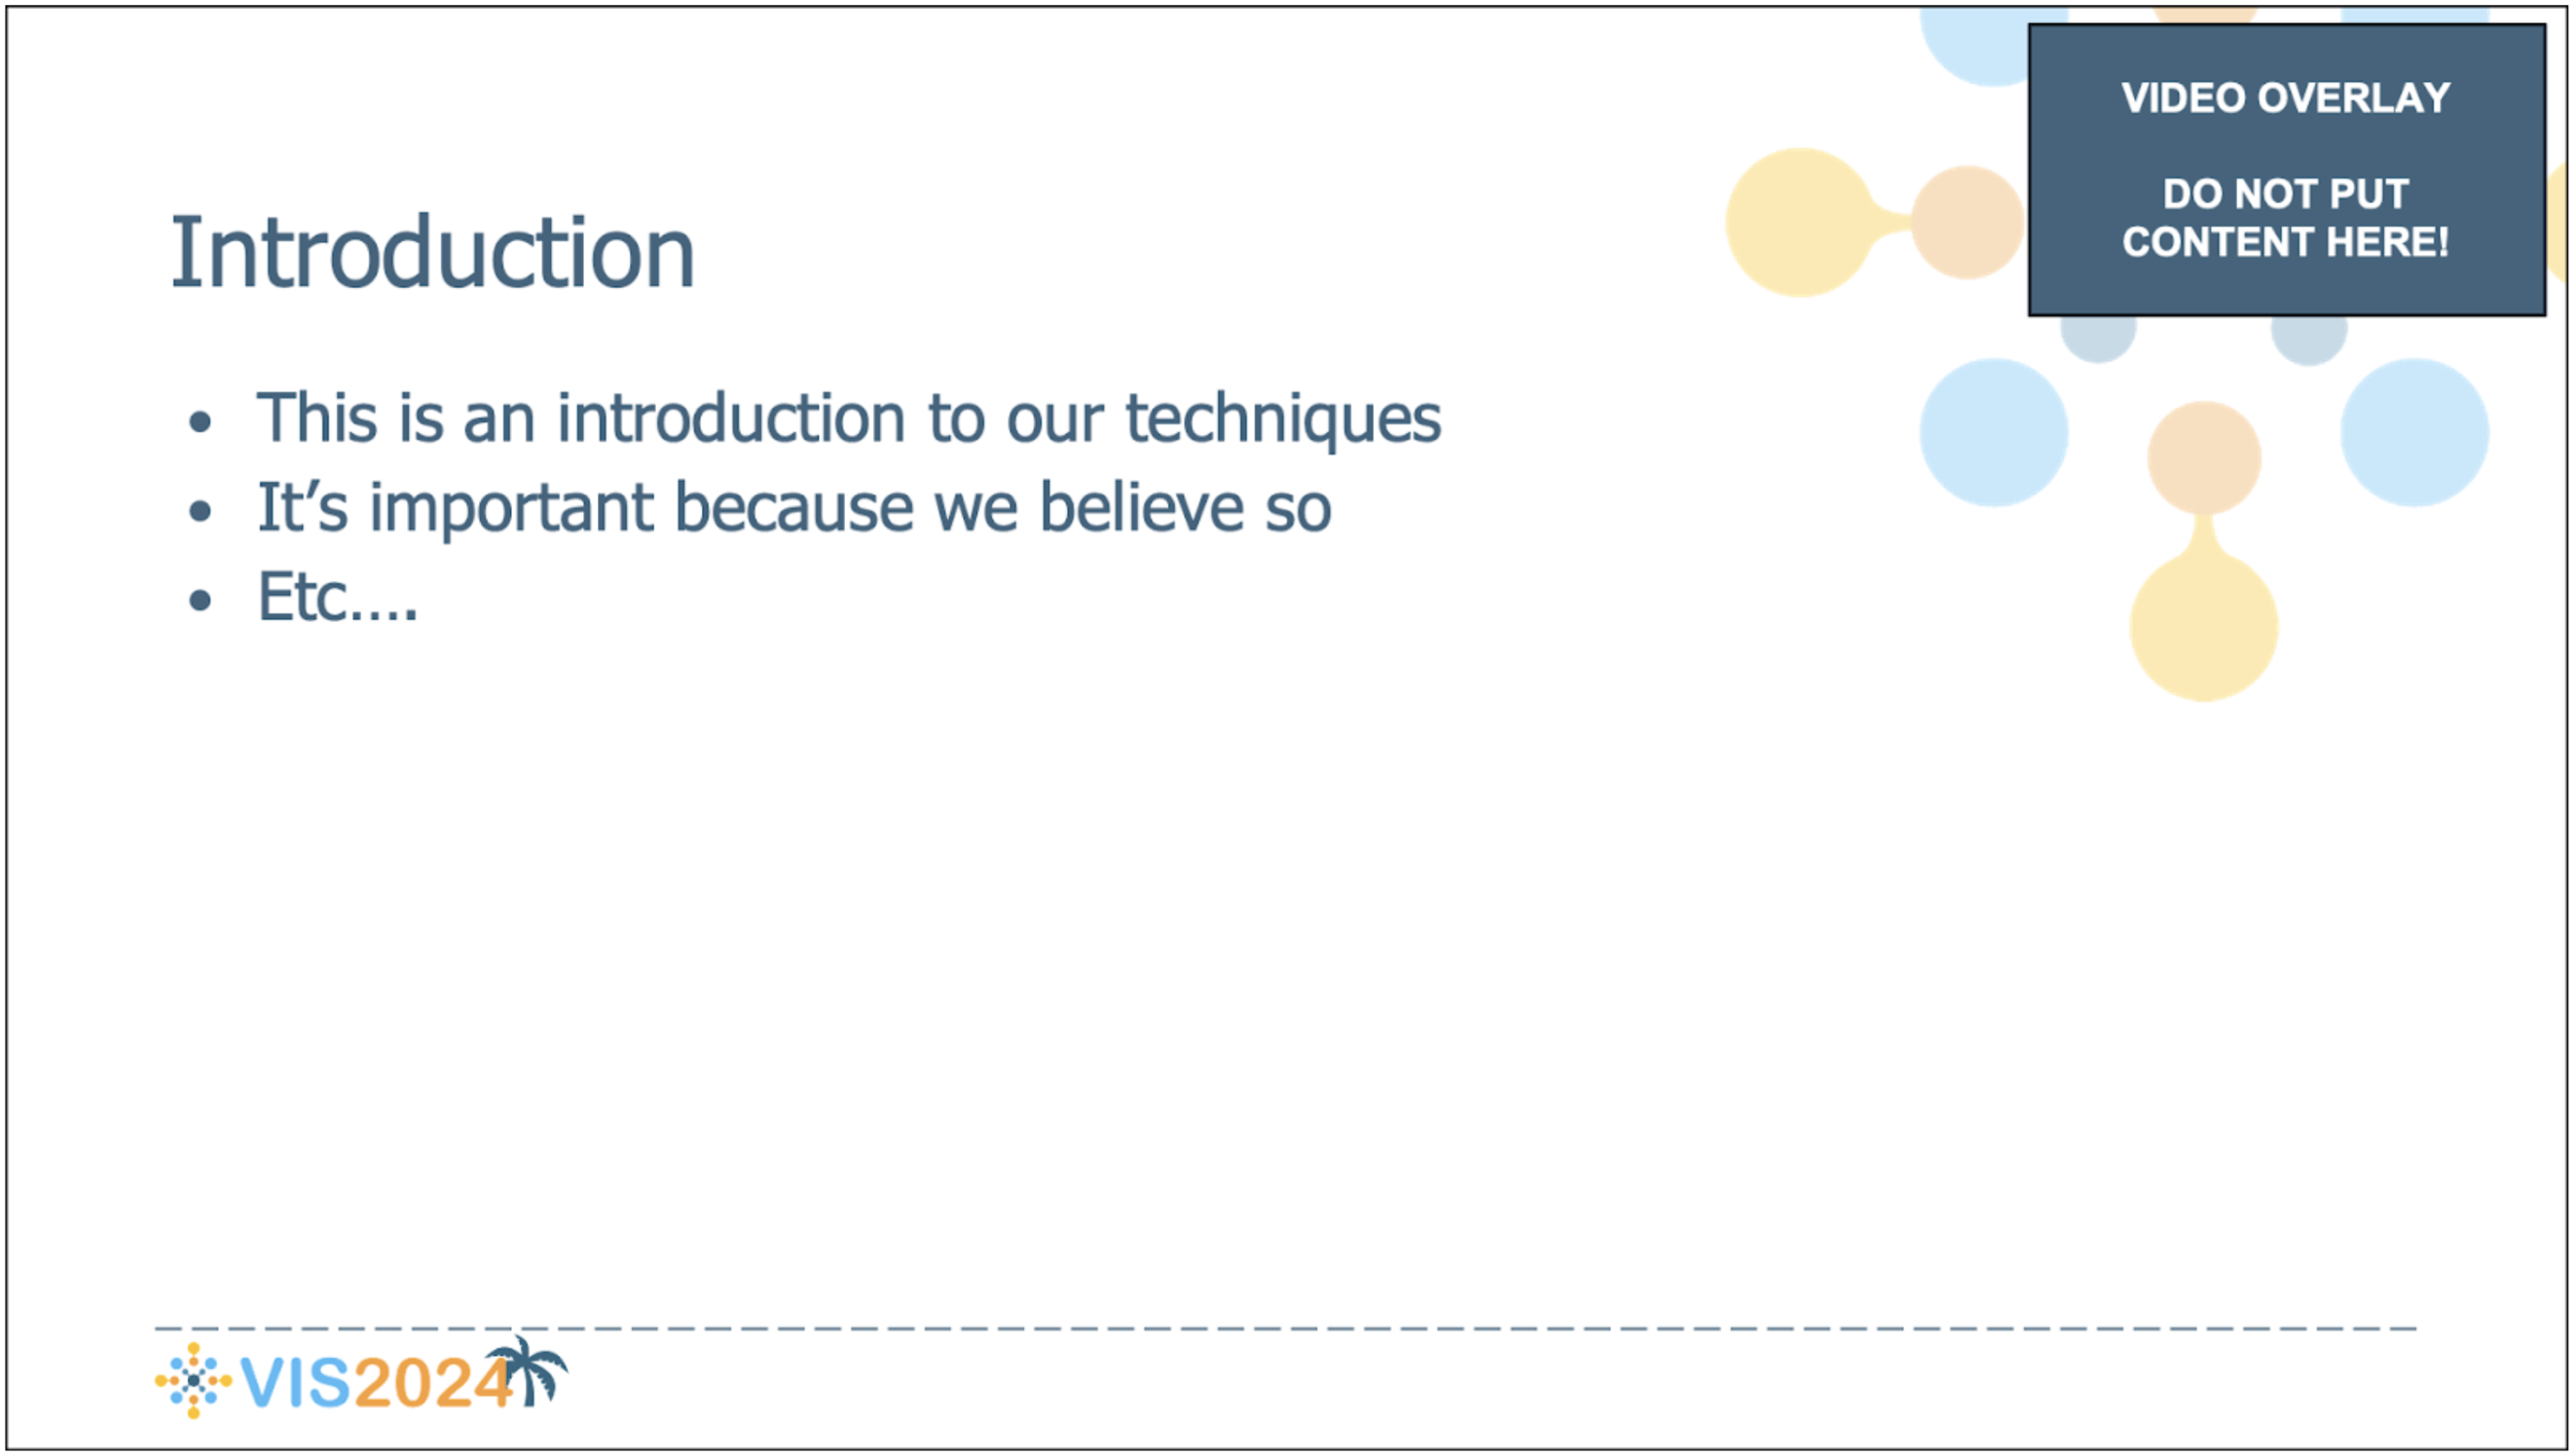 VIDEO OVERLAY
DO NOT PUT
CONTENT HERE!
Introduction
• This is an introduction to our techniques
• It’s important because we believe so
• Etc....
VIS2024